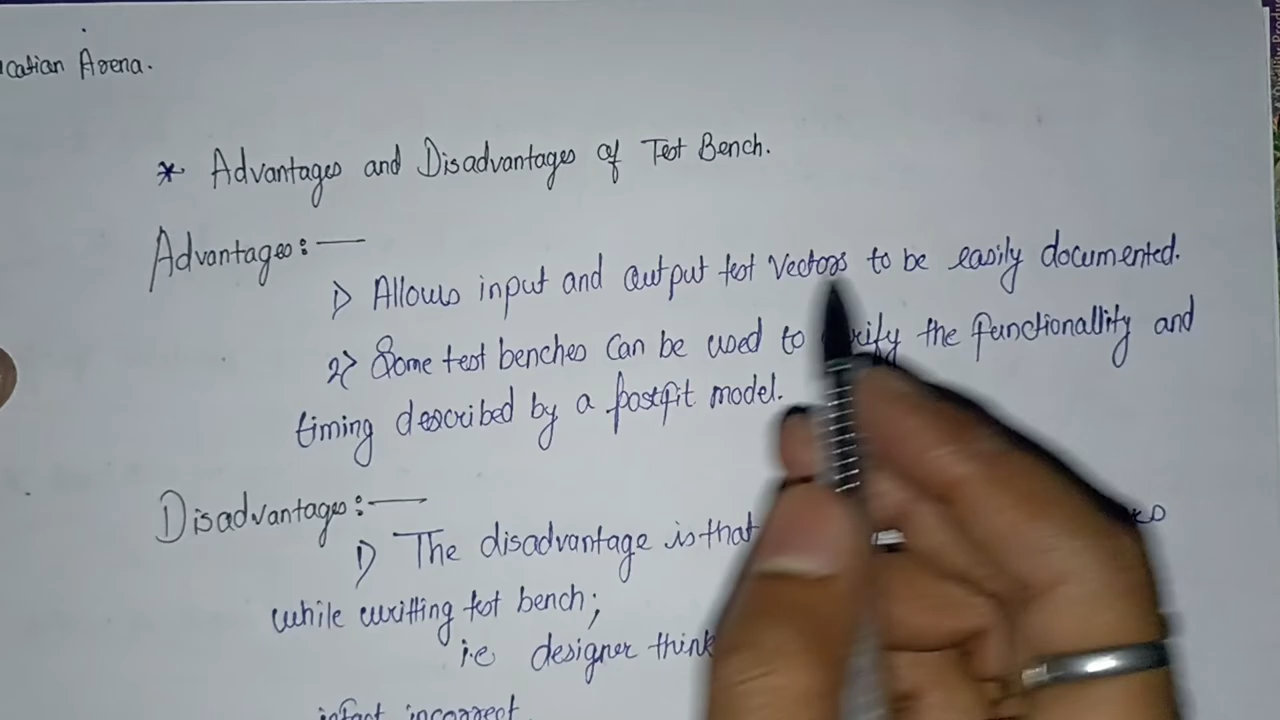 Arena.
* Advantages and Disadvantages of Test Bench.
Advantages:—
1) Allows input and output test vectors to be easily documented.
2) Some test benches can be used to the functionallity and
timing described by a postfit model.
Disadvantages:—
1) The disadvantage is that
while writting test bench;
i.e designer think
infact incorrect